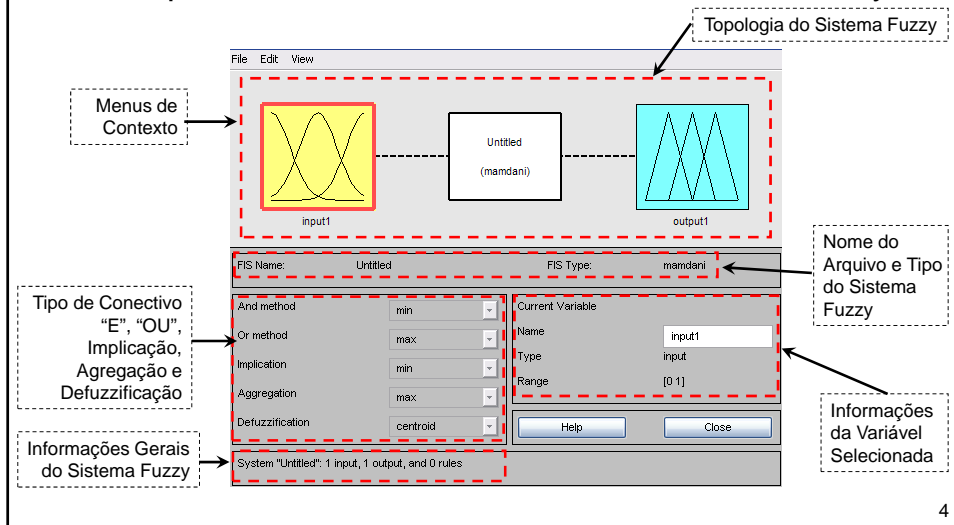 Topologia do Sistema Fuzzy
File Edit View
Menus de
Contexto
Untitled
(mamdani)
input1
output1
Nome do
Arquivo e Tipo
do Sistema
Fuzzy
FIS Name: Untitled FIS Type: mamdani
Tipo de Conectivo
“E”, “OU”,
Implicação,
Agregação e
Defuzzificação
And method min
Or method max
Implication min
Aggregation max
Defuzzification centroid
Current Variable
Name input1
Type input
Range [0 1]
Help Close
Informações
da Variável
Selecionada
Informações Gerais
do Sistema Fuzzy
System "Untitled": 1 input, 1 output, and 0 rules
4